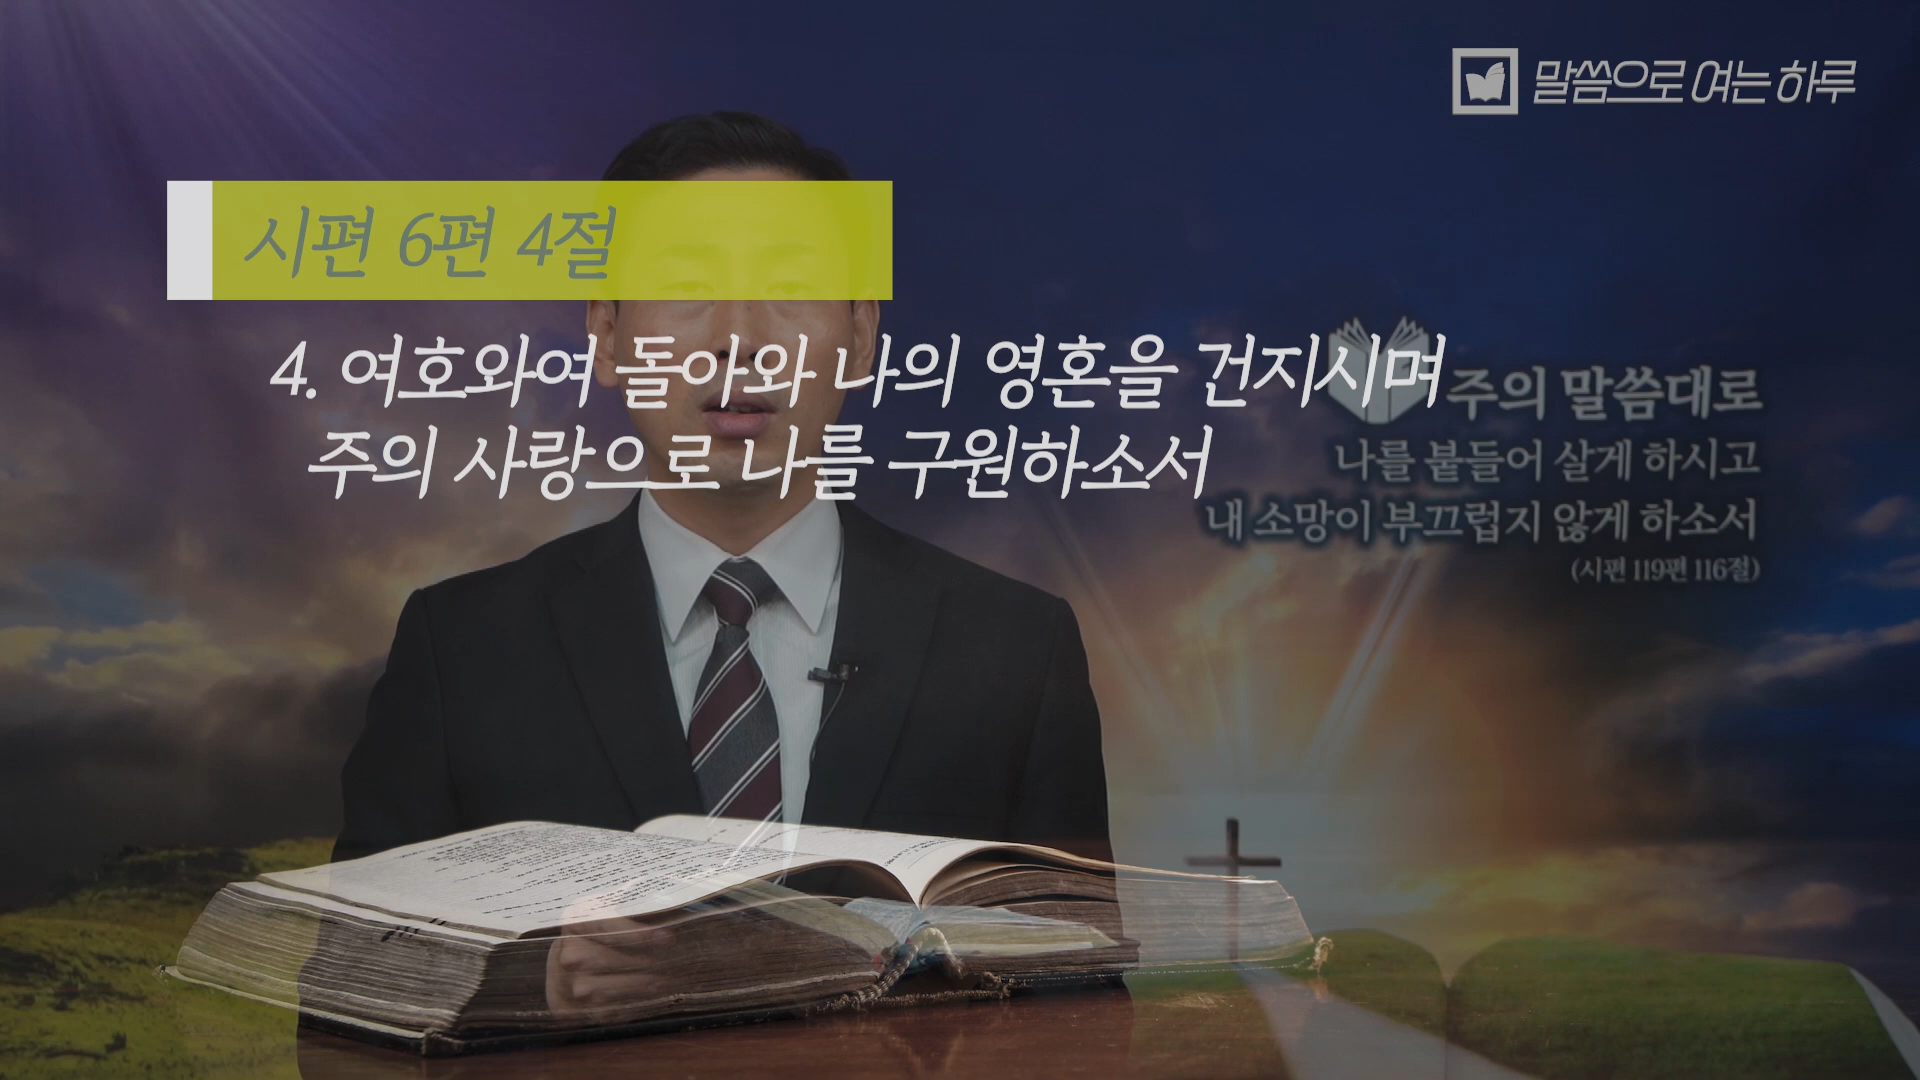 말씀으로 여는 하루
시편 6편 4절
4. 여호와여 돌아와 나의 영혼을 건지시며
주의 사랑으로 나를 구원하소서
주의 말씀대로
나를 붙들어 살게 하시고
내 소망이 부끄럽지 않게 하소서
(시편 119편 116절)